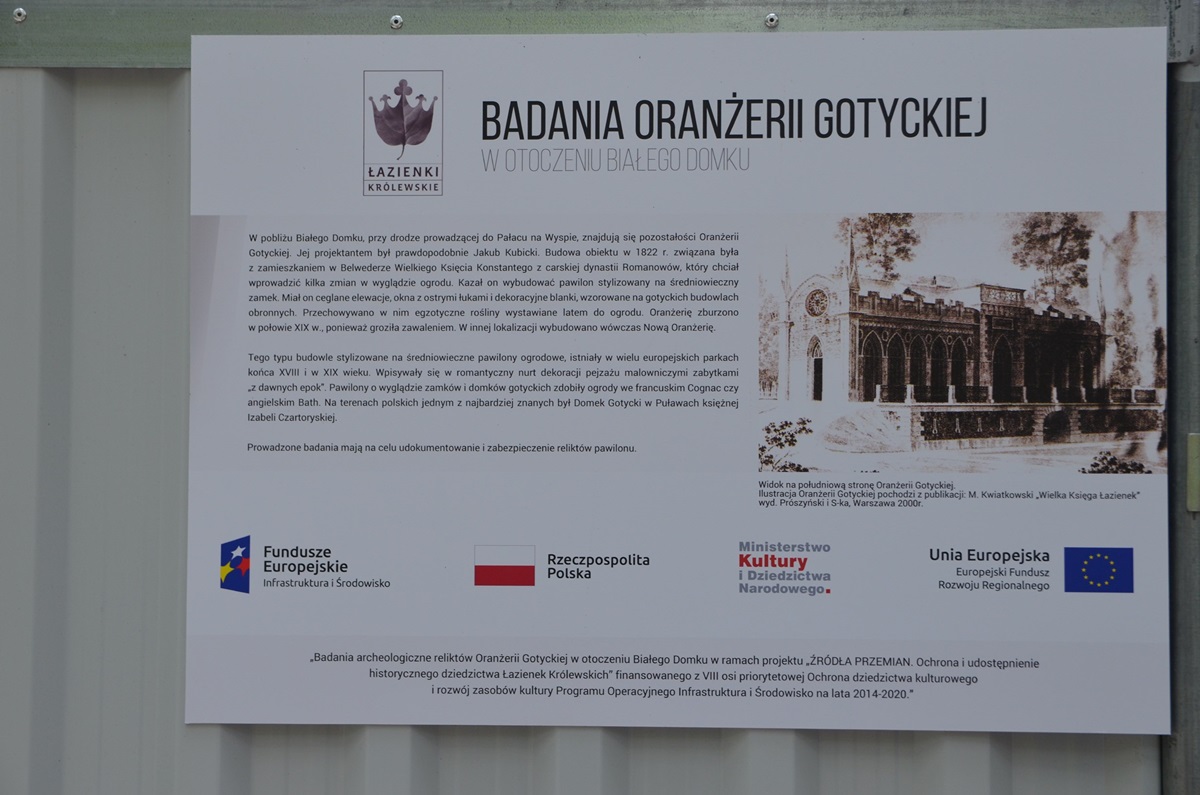 ŁAZIENKI
KRÓLEWSKIE
BADANIA ORANŻERII GOTYCKIEJ
W OTOCZENIU BIAŁEGO DOMKU
W pobliżu Białego Domku, przy drodze prowadzącej do Pałacu na Wyspie, znajdują się pozostałości Oranżerii
Gotyckiej. Jej projektantem był prawdopodobnie Jakub Kubicki. Budowa obiektu w 1822 r. związana była
z zamieszkaniem w Belwederze Wielkiego Księcia Konstantego z carskiej dynastii Romanowów, który chciał
wprowadzić kilka zmian w wyglądzie ogrodu. Kazał on wybudować pawilon stylizowany na średniowieczny
zamek. Miał on ceglane elewacje, okna z ostrymi łukami i dekoracyjne blanki, wzorowane na gotyckich budowlach
obronnych. Przechowywano w nim egzotyczne rośliny wystawiane latem do ogrodu. Oranżerię zburzono
w połowie XIX w., ponieważ groziła zawaleniem. W innej lokalizacji wybudowano wówczas Nową Oranżerię.
Tego typu budowle stylizowane na średniowieczne pawilony ogrodowe, istniały w wielu europejskich parkach
końca XVIII i w XIX wieku. Wpisywały się w romantyczny nurt dekoracji pejzażu malowniczymi zabytkami
„z dawnych epok”. Pawilony o wyglądzie zamków i domków gotyckich zdobiły ogrody we francuskim Cognac czy
angielskim Bath. Na terenach polskich jednym z najbardziej znanych był Domek Gotycki w Puławach księżnej
Izabeli Czartoryskiej.
Prowadzone badania mają na celu udokumentowanie i zabezpieczenie reliktów pawilonu.
Widok na południową stronę Oranżerii Gotyckiej.
Ilustracja Oranżerii Gotyckiej pochodzi z publikacji: M. Kwiatkowski „Wielka Księga Łazienek”
wyd. Prószyński i S-ka, Warszawa 2000r.
Fundusze
Europejskie
Infrastruktura i Środowisko
Rzeczpospolita
Polska
Ministerstwo
Kultury
i Dziedzictwa
Narodowego.
Unia Europejska
Europejski Fundusz
Rozwoju Regionalnego
„Badania archeologiczne reliktów Oranżerii Gotyckiej w otoczeniu Białego Domku w ramach projektu „ŹRÓDŁA PRZEMIAN. Ochrona i udostępnienie
historycznego dziedzictwa Łazienek Królewskich” finansowanego z VIII osi priorytetowej Ochrona dziedzictwa kulturowego
i rozwój zasobów kultury Programu Operacyjnego Infrastruktura i Środowisko na lata 2014-2020.”